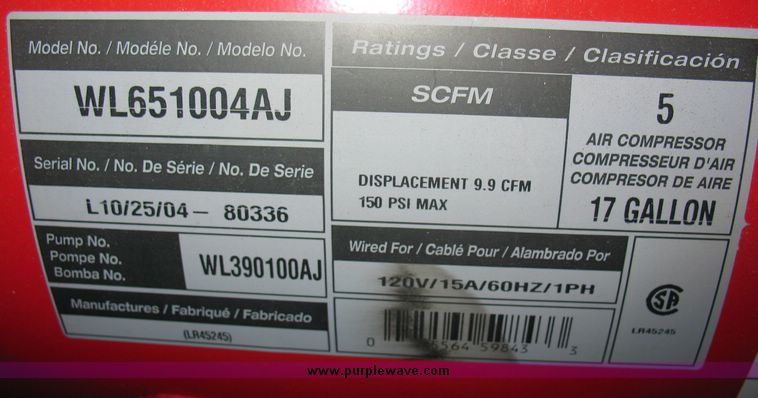 Model No. / Modéle No. / Modelo No.
WL651004AJ
Serial No. / No. De Série / No. De Serie
L10/25/04 – 80336
Pump No.
Pompe No.
Bomba No.
WL390100AJ
Manufactures / Fabriqué / Fabricado
(LR45245)
Ratings / Classe / Clasificación
SCFM
DISPLACEMENT 9.9 CFM
150 PSI MAX
5
AIR COMPRESSOR
COMPRESSEUR D'AIR
COMPRESOR DE AIRE
17 GALLON
Wired For / Cablé Pour / Alambrado Por
120V/15A/60HZ/1PH
0 5564 59843 3
SA
LR45245
www.purplewave.com